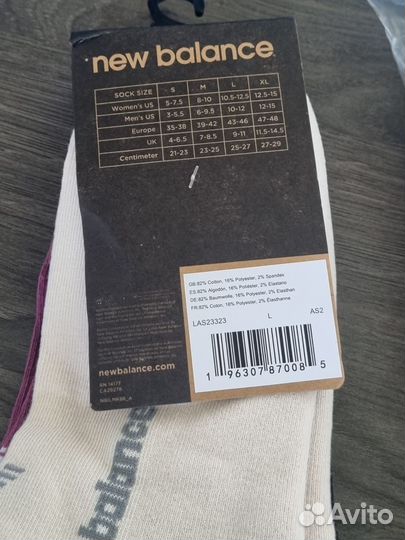 new balance
SOCK SIZE S M L XL
Women's US 5-7.5 8-10 10.5-12.5 12.5-15
Men's US 3-5.5 6-9.5 10-12 12-15
Europe 35-38 39-42 43-46 47-48
UK 4-6.5 7-8.5 9-11 11.5-14.5
Centimeter 21-23 23-25 25-27 27-29
GB:82% Cotton, 16% Polyester, 2% Spandex
ES:82% Algodón, 16% Poliéster, 2% Elastano
DE:82% Baumwolle, 16% Polyester, 2% Elasthan
FR:82% Coton, 16% Polyester, 2% Élasthanne
LAS23323 L AS2
1 96307 87008 5
newbalance.com
RN 14177
CA20276
balance
Avito